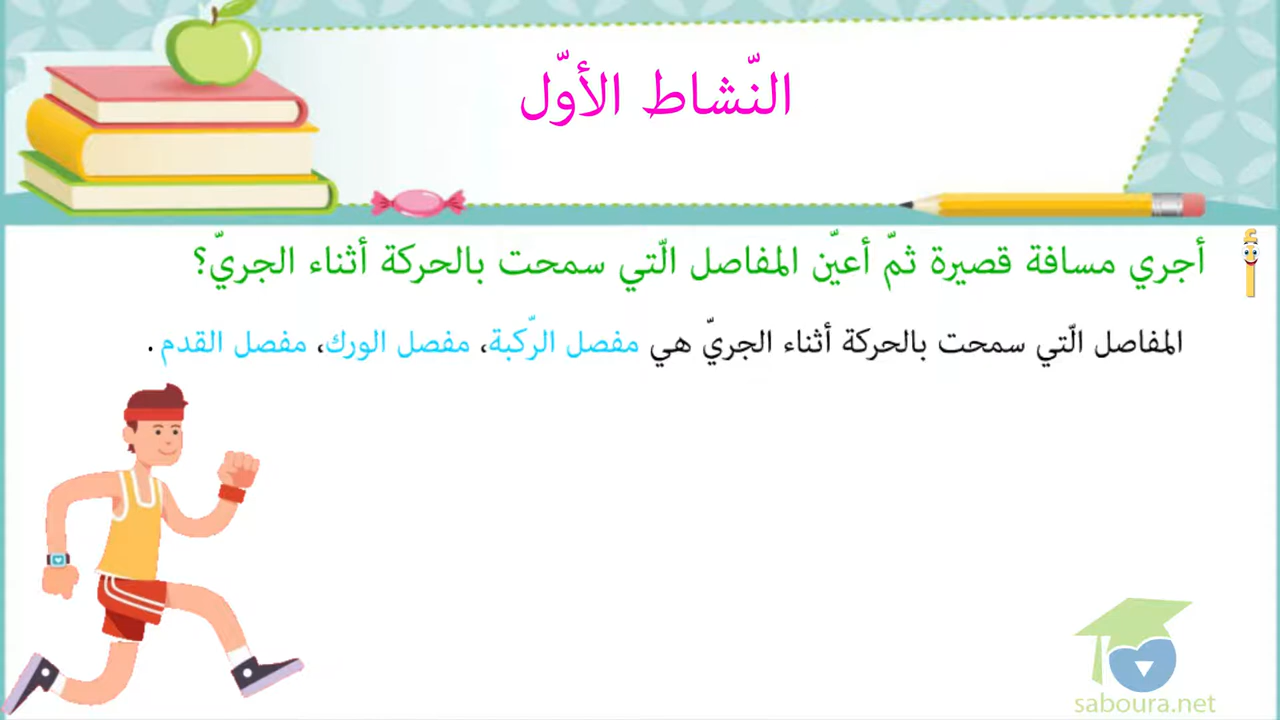 النّشاط الأوّل
أجري مسافة قصيرة ثمّ أعيّن المفاصل الّتي سمحت بالحركة أثناء الجريّ؟
المفاصل الّتي سمحت بالحركة أثناء الجريّ هي مفصل الرّكبة، مفصل الورك، مفصل القدم .
saboura.net